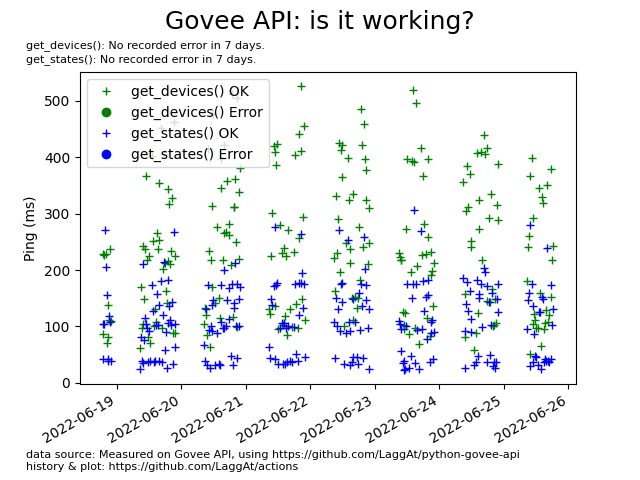 Govee API: is it working?
get_devices(): No recorded error in 7 days.
get_states(): No recorded error in 7 days.
get_devices() OK
get_devices() Error
get_states() OK
get_states() Error
Ping (ms)
500
400
300
200
100
0
2022-06-19
2022-06-20
2022-06-21
2022-06-22
2022-06-23
2022-06-24
2022-06-25
2022-06-26
data source: Measured on Govee API, using https://github.com/LaggAt/python-govee-api
history & plot: https://github.com/LaggAt/actions